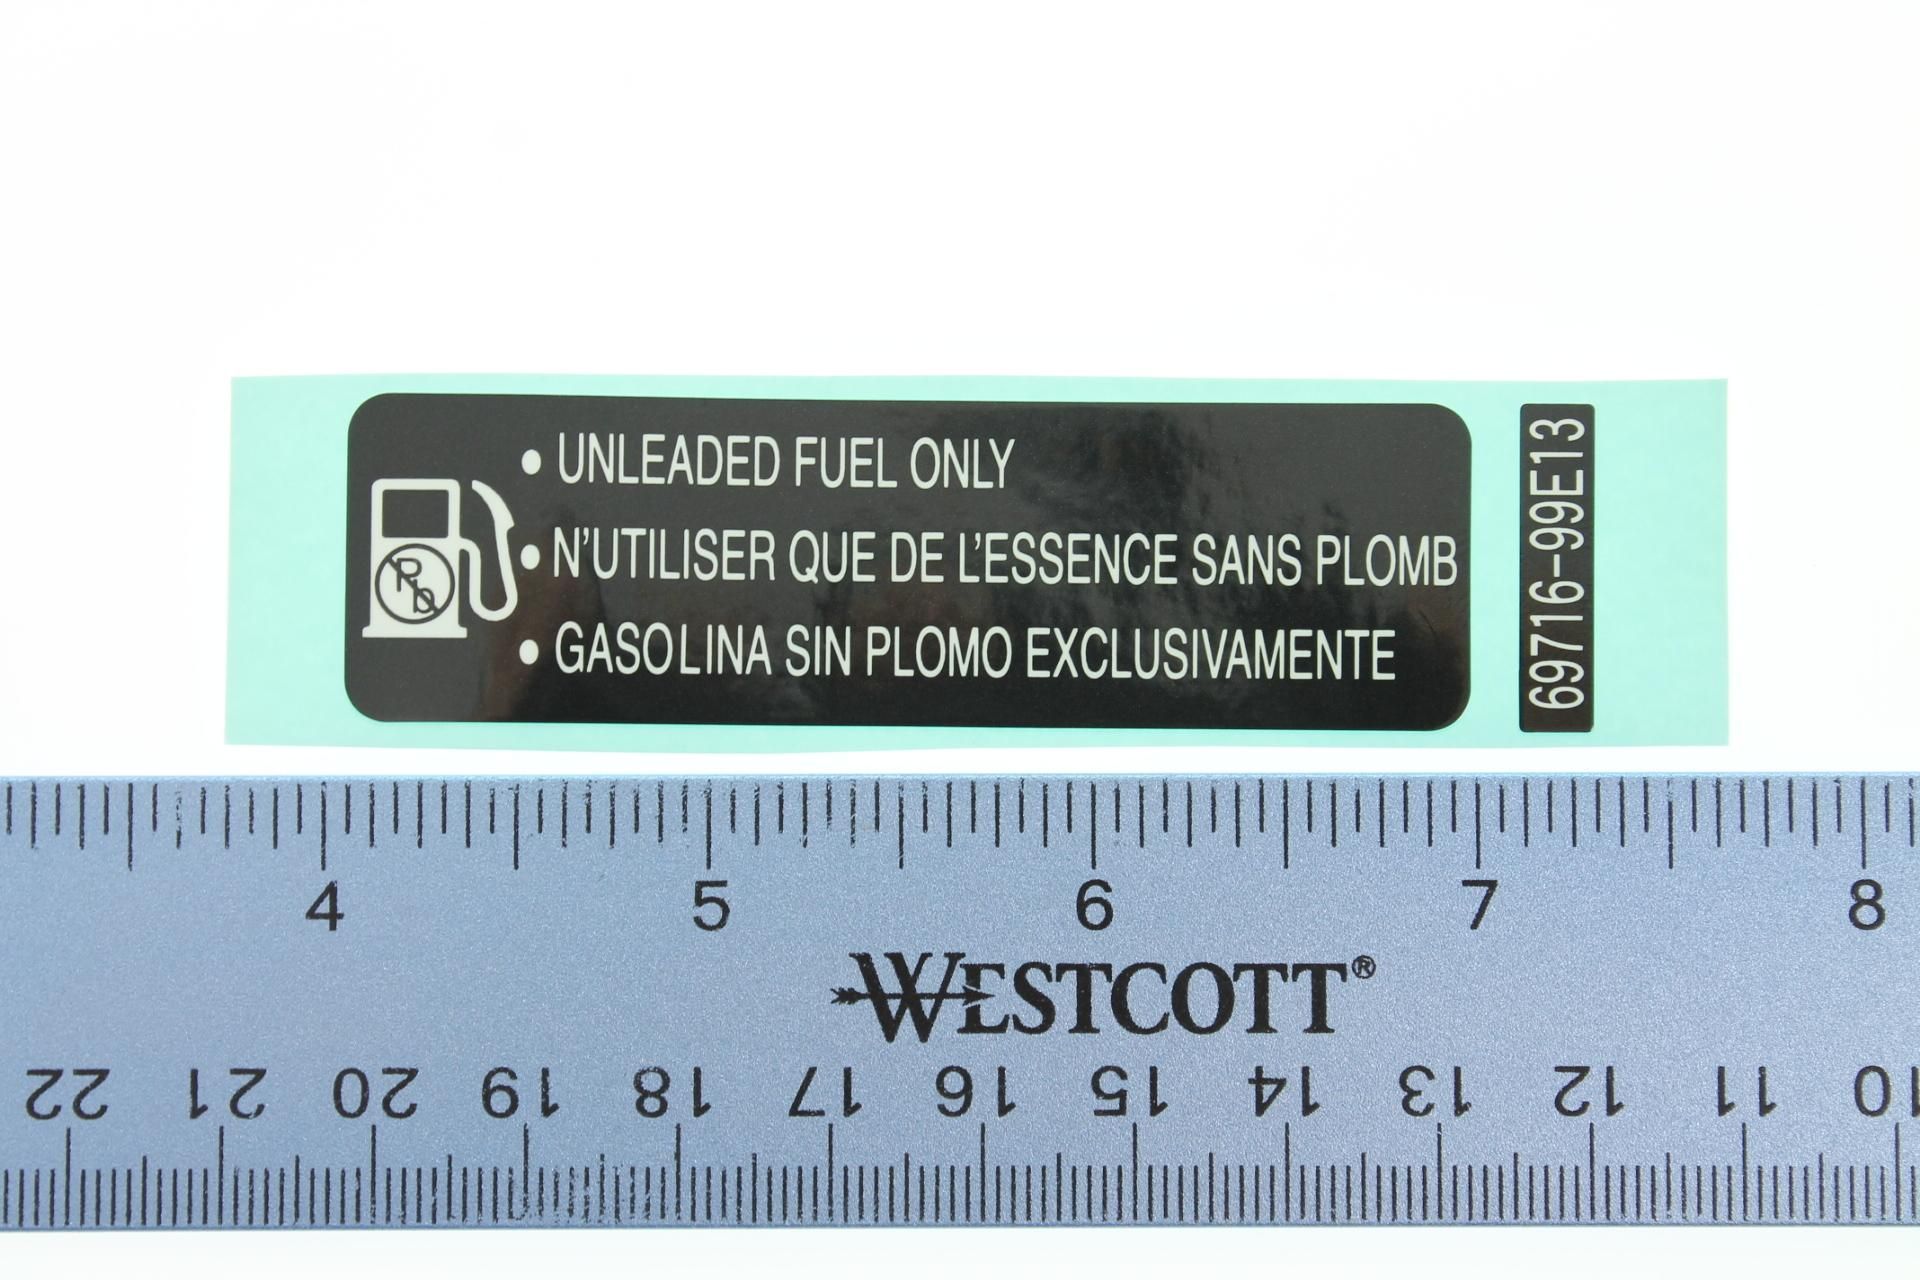 • UNLEADED FUEL ONLY
• N'UTILISER QUE DE L'ESSENCE SANS PLOMB
• GASOLINA SIN PLOMO EXCLUSIVAMENTE
Pb
69716-99E13
4 5 6 7 8
WESTCOTT®
22 21 20 19 18 17 16 15 14 13 12 11 10